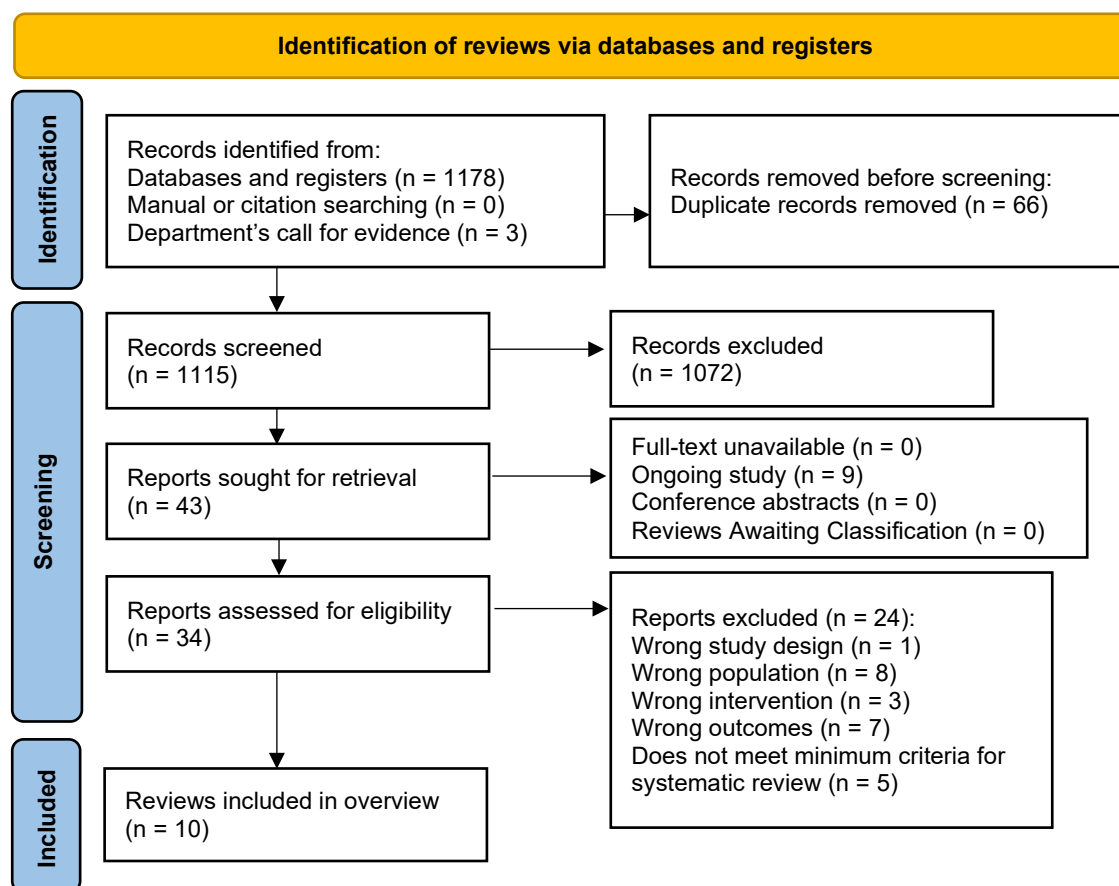 Identification of reviews via databases and registers
Identification
Records identified from:
Databases and registers (n = 1178)
Manual or citation searching (n = 0)
Department’s call for evidence (n = 3)
Records removed before screening:
Duplicate records removed (n = 66)
Screening
Records screened
(n = 1115)
Records excluded
(n = 1072)
Reports sought for retrieval
(n = 43)
Full-text unavailable (n = 0)
Ongoing study (n = 9)
Conference abstracts (n = 0)
Reviews Awaiting Classification (n = 0)
Reports assessed for eligibility
(n = 34)
Reports excluded (n = 24):
Wrong study design (n = 1)
Wrong population (n = 8)
Wrong intervention (n = 3)
Wrong outcomes (n = 7)
Does not meet minimum criteria for
systematic review (n = 5)
Included
Reviews included in overview
(n = 10)